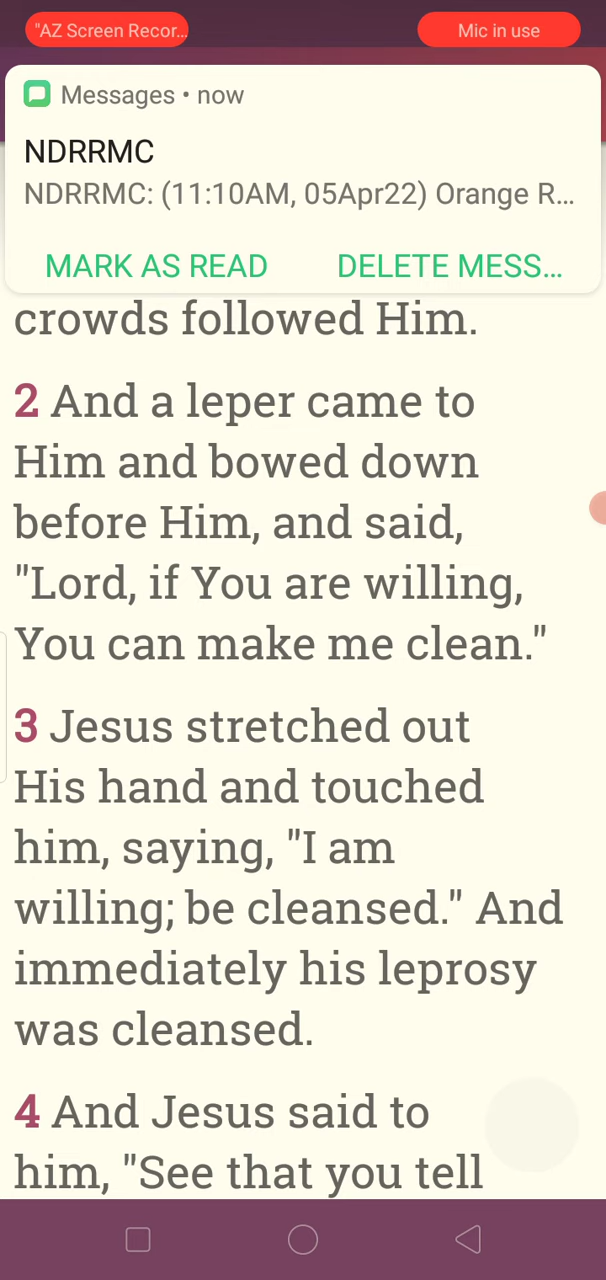 "AZ Screen Recor...
Mic in use
Messages • now
NDRRMC
NDRRMC: (11:10AM, 05Apr22) Orange R...
MARK AS READ
DELETE MESS...
crowds followed Him.
2 And a leper came to
Him and bowed down
before Him, and said,
"Lord, if You are willing,
You can make me clean."
3 Jesus stretched out
His hand and touched
him, saying, "I am
willing; be cleansed." And
immediately his leprosy
was cleansed.
4 And Jesus said to
him, "See that you tell